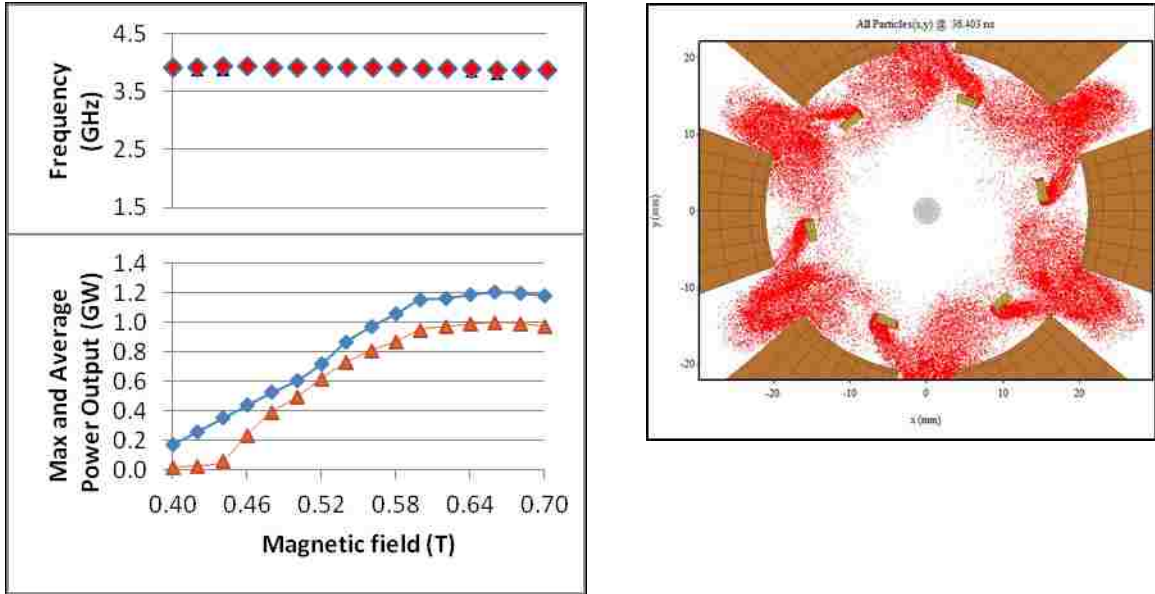 4.5
3.5
2.5
1.5
Frequency
(GHz)
1.4
1.2
1.0
0.8
0.6
0.4
0.2
0.0
Max and Average
Power Output (GW)
0.40 0.46 0.52 0.58 0.64 0.70
Magnetic field (T)
All Particles(x,y) @ 36.403 ns
20
10
0
-10
-20
y (mm)
-20 -10 0 10 20
x (mm)